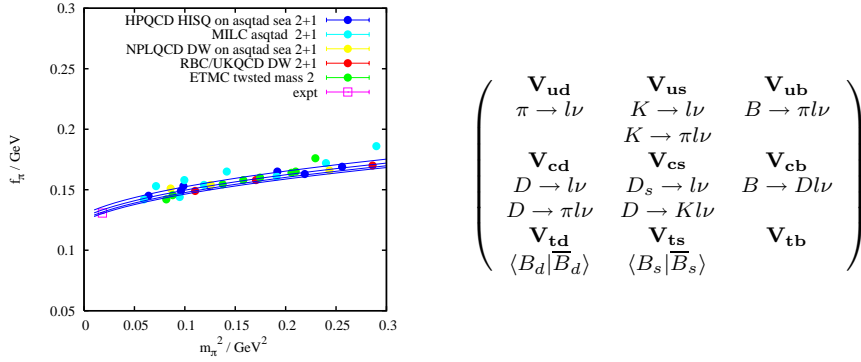 HPQCD HISQ on asqtad sea 2+1
MILC asqtad 2+1
NPLQCD DW on asqtad sea 2+1
RBC/UKQCD DW 2+1
ETMC twsted mass 2
expt
0.3
0.25
0.2
0.15
0.1
0.05
f_π / GeV
0 0.05 0.1 0.15 0.2 0.25 0.3
m_π^2 / GeV^2
V_ud V_us V_ub
π → lν K → lν B → πlν
K → πlν
V_cd V_cs V_cb
D → lν D_s → lν B → Dlν
D → πlν D → Klν
V_td V_ts V_tb
⟨B_d|B̅_d⟩ ⟨B_s|B̅_s⟩